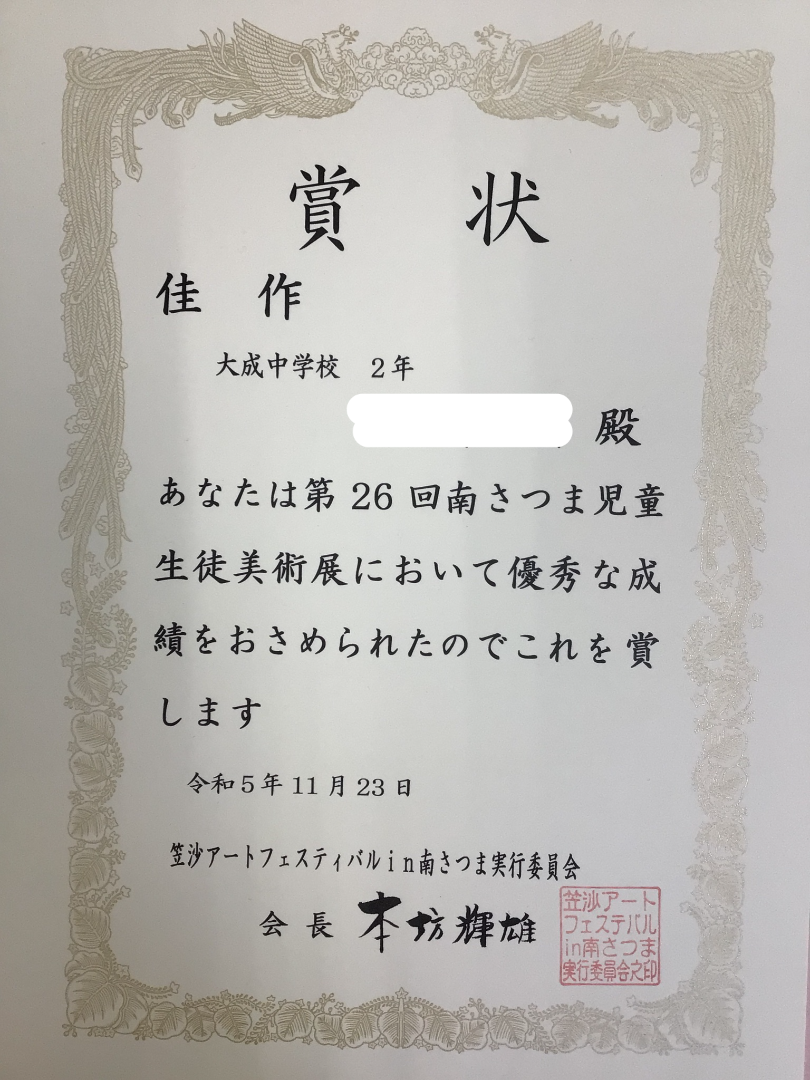 賞状
佳作
大成中学校 2年
殿
あなたは第26回南さつま児童
生徒美術展において優秀な成
績をおさめられたのでこれを賞
します
令和5年11月23日
笠沙アートフェスティバルin南さつま実行委員会
会長 本坊輝雄
笠沙アート
フェステバル
in南さつま
実行委員会之印